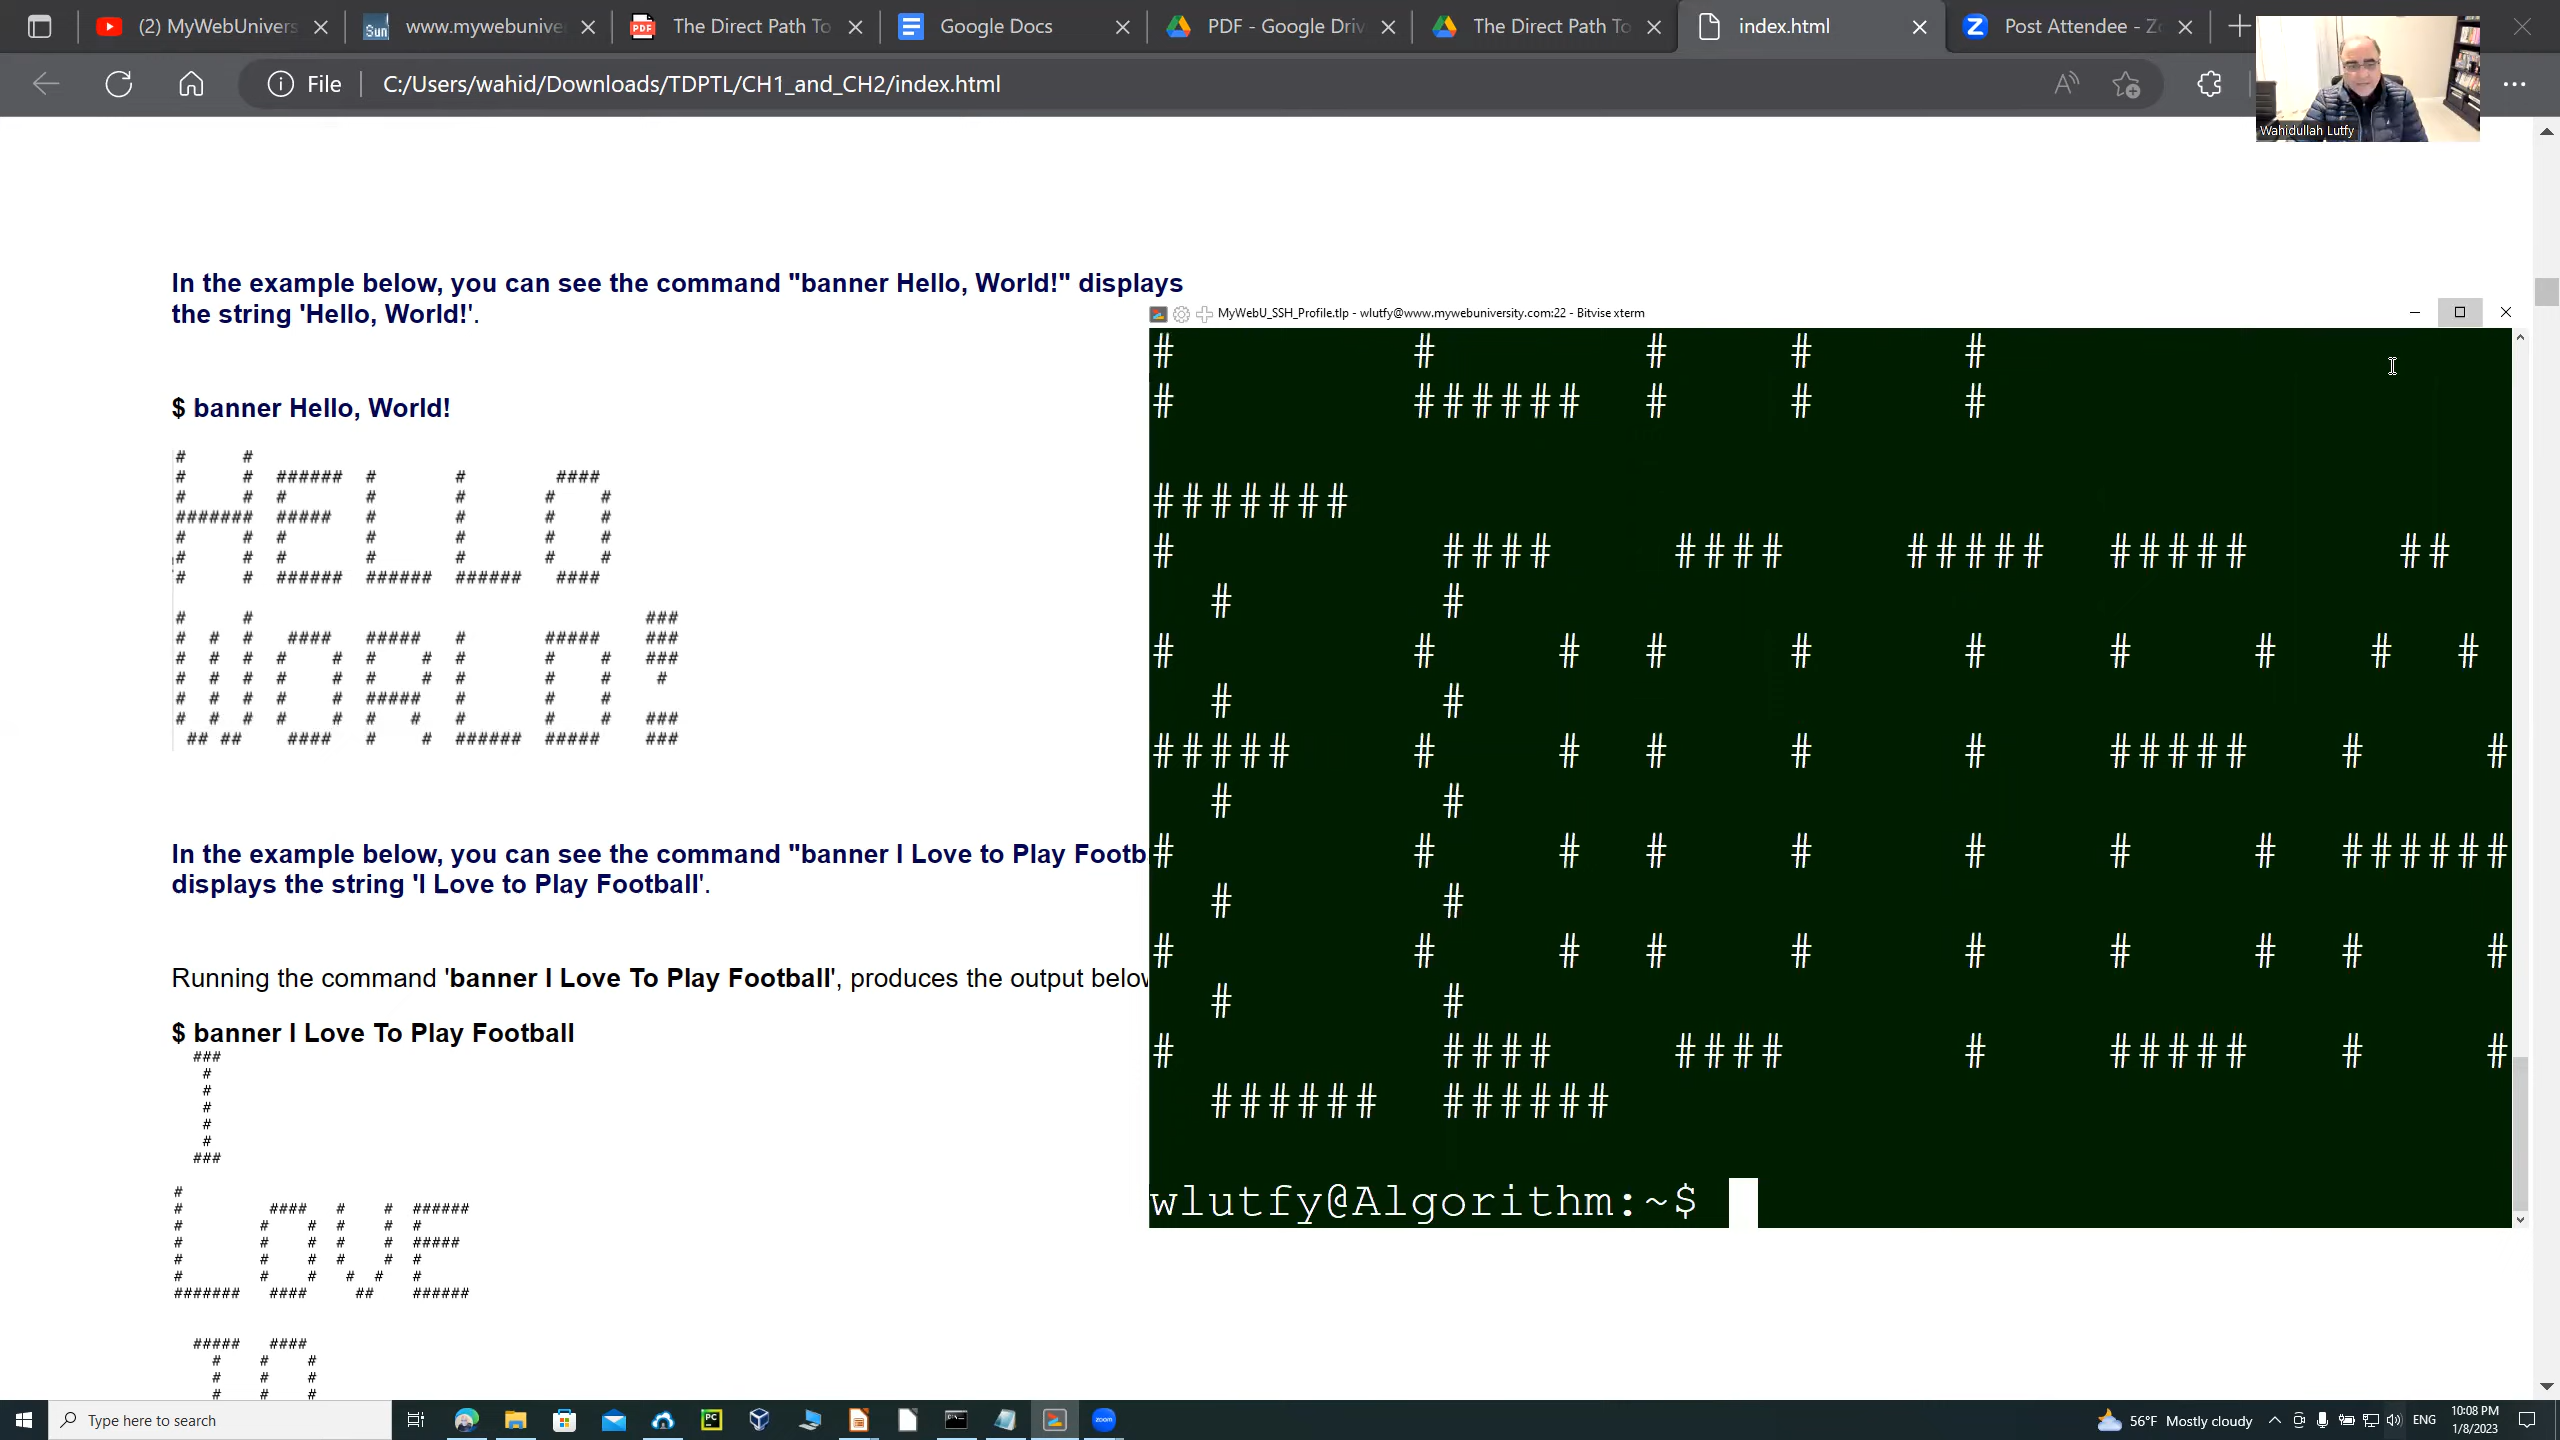 (2) MyWebUnivers
www.mywebunive
The Direct Path To
Google Docs
PDF - Google Driv
The Direct Path To
index.html
Post Attendee - Zo
File
C:/Users/wahid/Downloads/TDPTL/CH1_and_CH2/index.html
Wahidullah Lutfy
In the example below, you can see the command "banner Hello, World!" displays
the string 'Hello, World!'.
$ banner Hello, World!
HELLO
WORLD!
In the example below, you can see the command "banner I Love to Play Footb
displays the string 'I Love to Play Football'.
Running the command 'banner I Love To Play Football', produces the output below
$ banner I Love To Play Football
I
LOVE
TO
MyWebU_SSH_Profile.tlp - wlutfy@www.mywebuniversity.com:22 - Bitvise xterm
wlutfy@Algorithm:~$
Type here to search
56°F Mostly cloudy
ENG
10:08 PM
1/8/2023